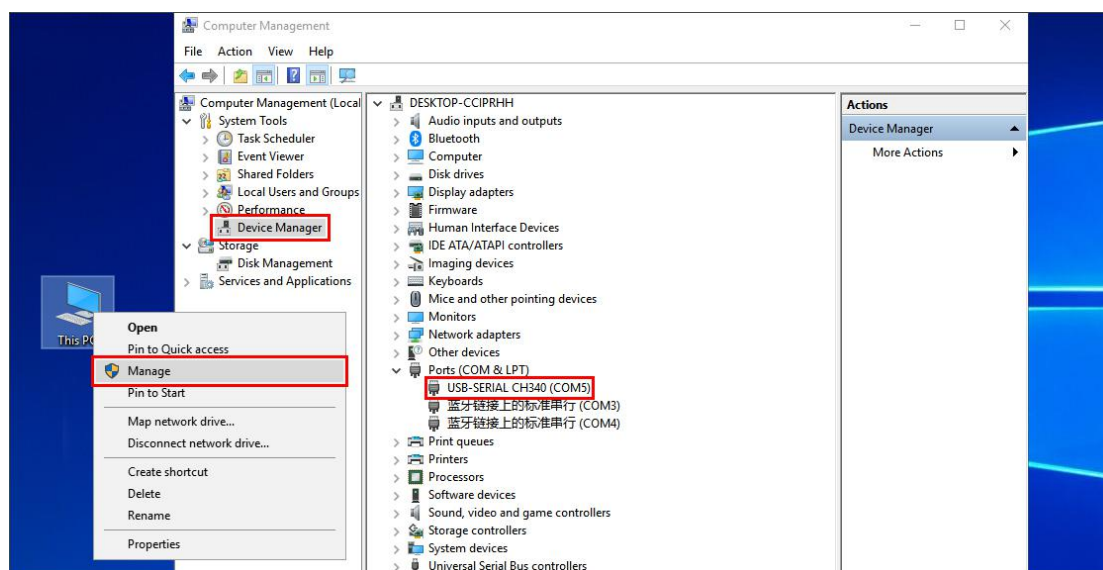 Computer Management
File Action View Help
Computer Management (Local
System Tools
Task Scheduler
Event Viewer
Shared Folders
Local Users and Groups
Performance
Device Manager
Storage
Disk Management
Services and Applications
DESKTOP-CCIPRHH
Audio inputs and outputs
Bluetooth
Computer
Disk drives
Display adapters
Firmware
Human Interface Devices
IDE ATA/ATAPI controllers
Imaging devices
Keyboards
Mice and other pointing devices
Monitors
Network adapters
Other devices
Ports (COM & LPT)
USB-SERIAL CH340 (COM5)
蓝牙链接上的标准串行 (COM3)
蓝牙链接上的标准串行 (COM4)
Print queues
Printers
Processors
Software devices
Sound, video and game controllers
Storage controllers
System devices
Universal Serial Bus controllers
Actions
Device Manager
More Actions
This PC
Open
Pin to Quick access
Manage
Pin to Start
Map network drive...
Disconnect network drive...
Create shortcut
Delete
Rename
Properties